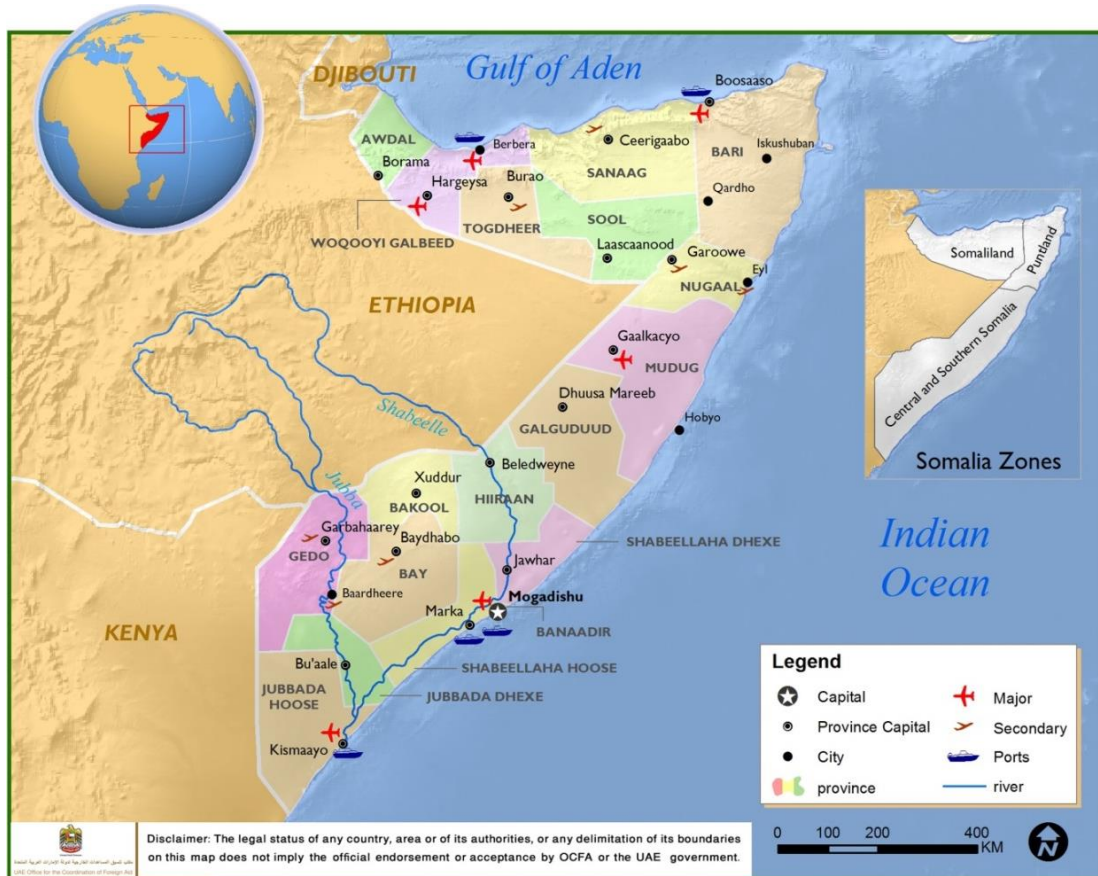 DJIBOUTI
Gulf of Aden
Boosaaso
AWDAL
Berbera
Ceerigaabo
BARI
Iskushuban
Borama
Hargeysa
Burao
SANAAG
Qardho
TOGDHEER
SOOL
WOQOOYI GALBEED
Laascaanood
Garoowe
Eyl
NUGAAL
ETHIOPIA
Gaalkacyo
MUDUG
Dhuusa Mareeb
GALGUDUUD
Hobyo
Shabeelle
Beledweyne
Jubba
Xuddur
BAKOOL
HIIRAAN
Garbahaarey
GEDO
Baydhabo
BAY
SHABEELLAHA DHEXE
Jawhar
Baardheere
Marka
Mogadishu
BANAADIR
KENYA
SHABEELLAHA HOOSE
Bu'aale
JUBBADA
HOOSE
JUBBADA DHEXE
Kismaayo
Indian
Ocean
Somaliland
Puntland
Central and Southern Somalia
Somalia Zones
Legend
Capital
Province Capital
City
province
Major
Secondary
Ports
river
0 100 200 400
KM
N
UAE Office for the Coordination of Foreign Aid
Disclaimer: The legal status of any country, area or of its authorities, or any delimitation of its boundaries
on this map does not imply the official endorsement or acceptance by OCFA or the UAE government.